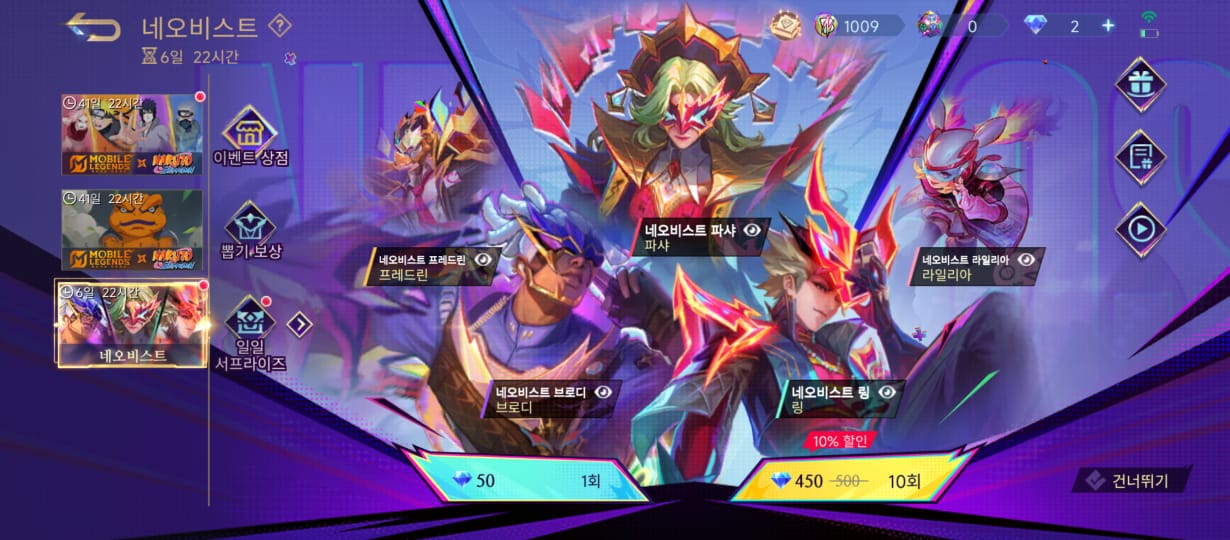 네오비스트
6일 22시간
1009
0
2
41일 22시간
MOBILE LEGENDS X NARUTO
41일 22시간
MOBILE LEGENDS X NARUTO
6일 22시간
네오비스트
이벤트 상점
뽑기 보상
일일
서프라이즈
네오비스트 파샤
파샤
네오비스트 프레드린
프레드린
네오비스트 라일리아
라일리아
네오비스트 브로디
브로디
네오비스트 링
링
10% 할인
50 1회
450 500 10회
건너뛰기